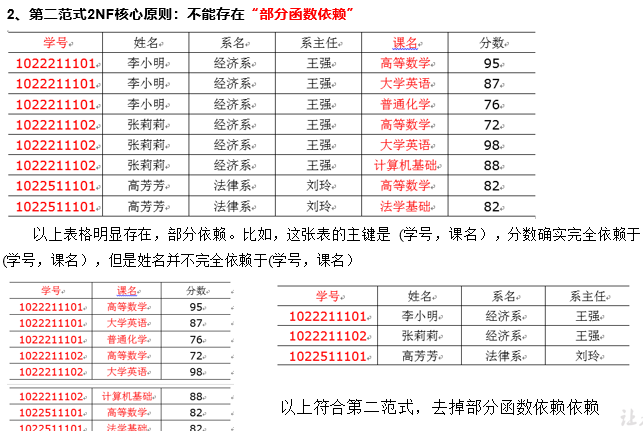 2、第二范式2NF核心原则：不能存在“部分函数依赖”
学号 姓名 系名 系主任 课名 分数
1022211101 李小明 经济系 王强 高等数学 95
1022211101 李小明 经济系 王强 大学英语 87
1022211101 李小明 经济系 王强 普通化学 76
1022211102 张莉莉 经济系 王强 高等数学 72
1022211102 张莉莉 经济系 王强 大学英语 98
1022211102 张莉莉 经济系 王强 计算机基础 88
1022511101 高芳芳 法律系 刘玲 高等数学 82
1022511101 高芳芳 法律系 刘玲 法学基础 82
以上表格明显存在，部分依赖。比如，这张表的主键是（学号，课名），分数确实完全依赖于
(学号，课名），但是姓名并不完全依赖于(学号，课名）
学号 课名 分数
1022211101 高等数学 95
1022211101 大学英语 87
1022211101 普通化学 76
1022211102 高等数学 72
1022211102 大学英语 98
1022211102 计算机基础 88
1022511101 高等数学 82
1022511101 法学基础 82
学号 姓名 系名 系主任
1022211101 李小明 经济系 王强
1022211102 张莉莉 经济系 王强
1022511101 高芳芳 法律系 刘玲
以上符合第二范式，去掉部分函数依赖依赖